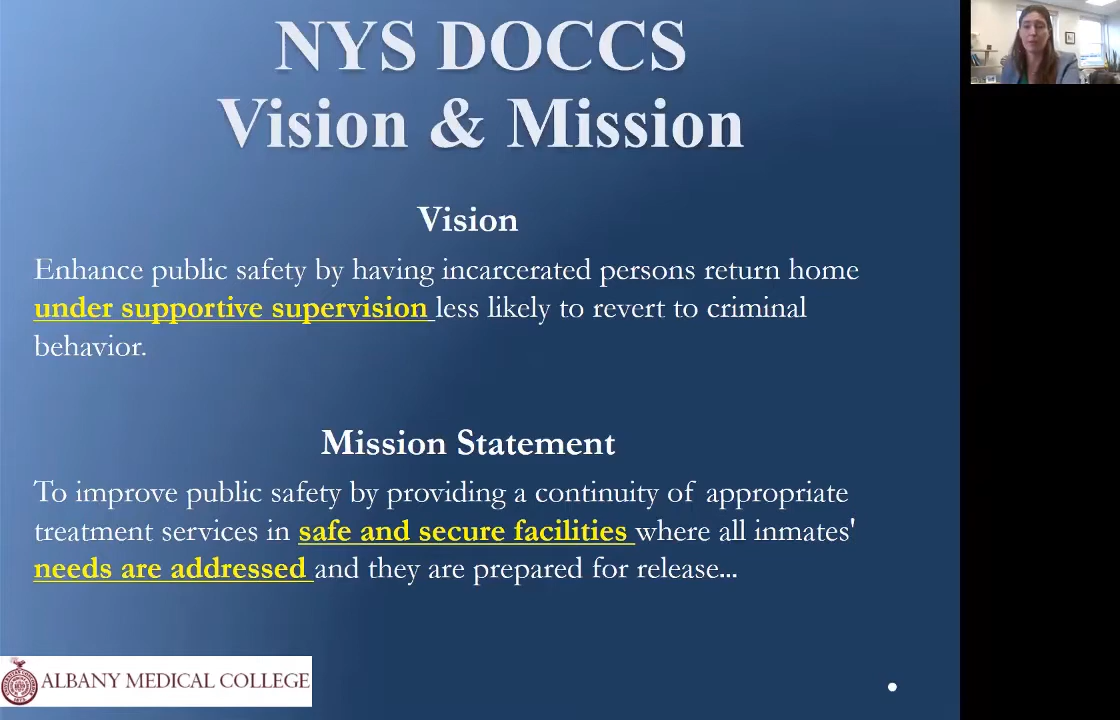 NYS DOCCS
Vision & Mission
Vision
Enhance public safety by having incarcerated persons return home
under supportive supervision less likely to revert to criminal
behavior.
Mission Statement
To improve public safety by providing a continuity of appropriate
treatment services in safe and secure facilities where all inmates'
needs are addressed and they are prepared for release...
ALBANY MEDICAL COLLEGE